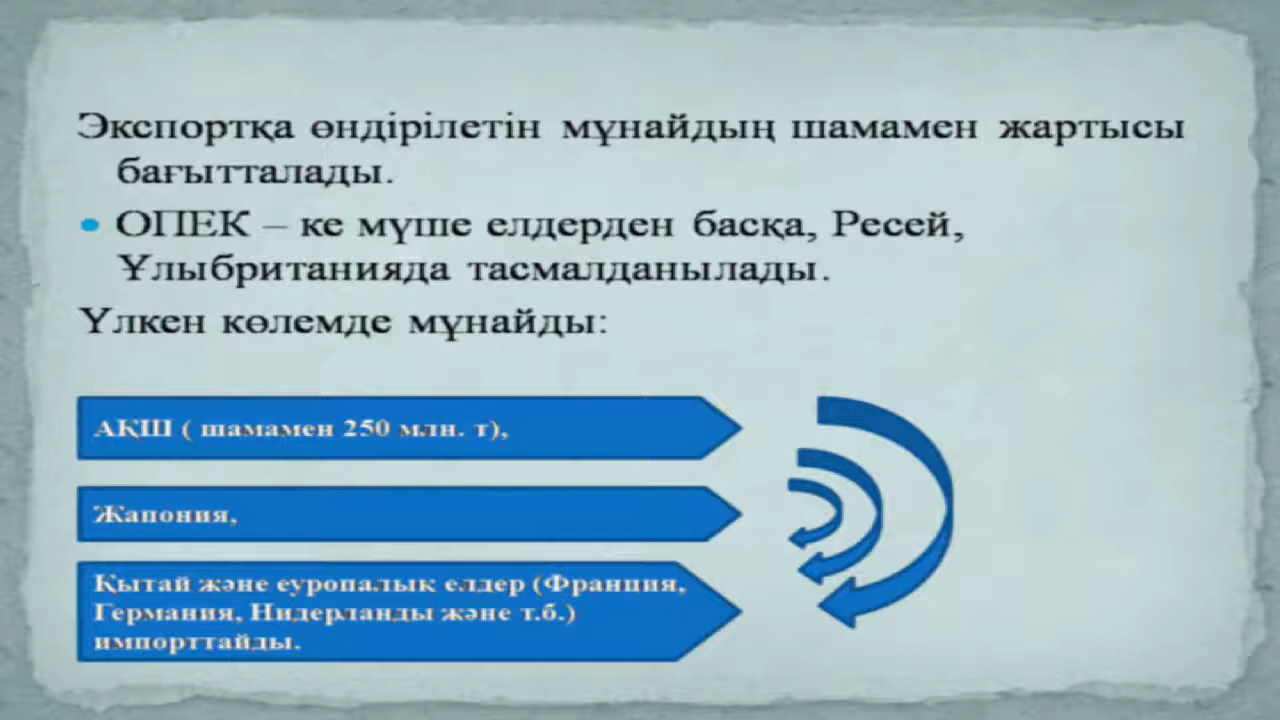 Экспортқа өндірілетін мұнайдың шамамен жартысы
бағытталады.
• ОПЕК – ке мүше елдерден басқа, Ресей,
Ұлыбританияда тасмалданылады.
Үлкен көлемде мұнайды:
АҚШ ( шамамен 250 млн. т),
Жапония,
Қытай және еуропалық елдер (Франция,
Германия, Нидерланды және т.б.)
импорттайды.